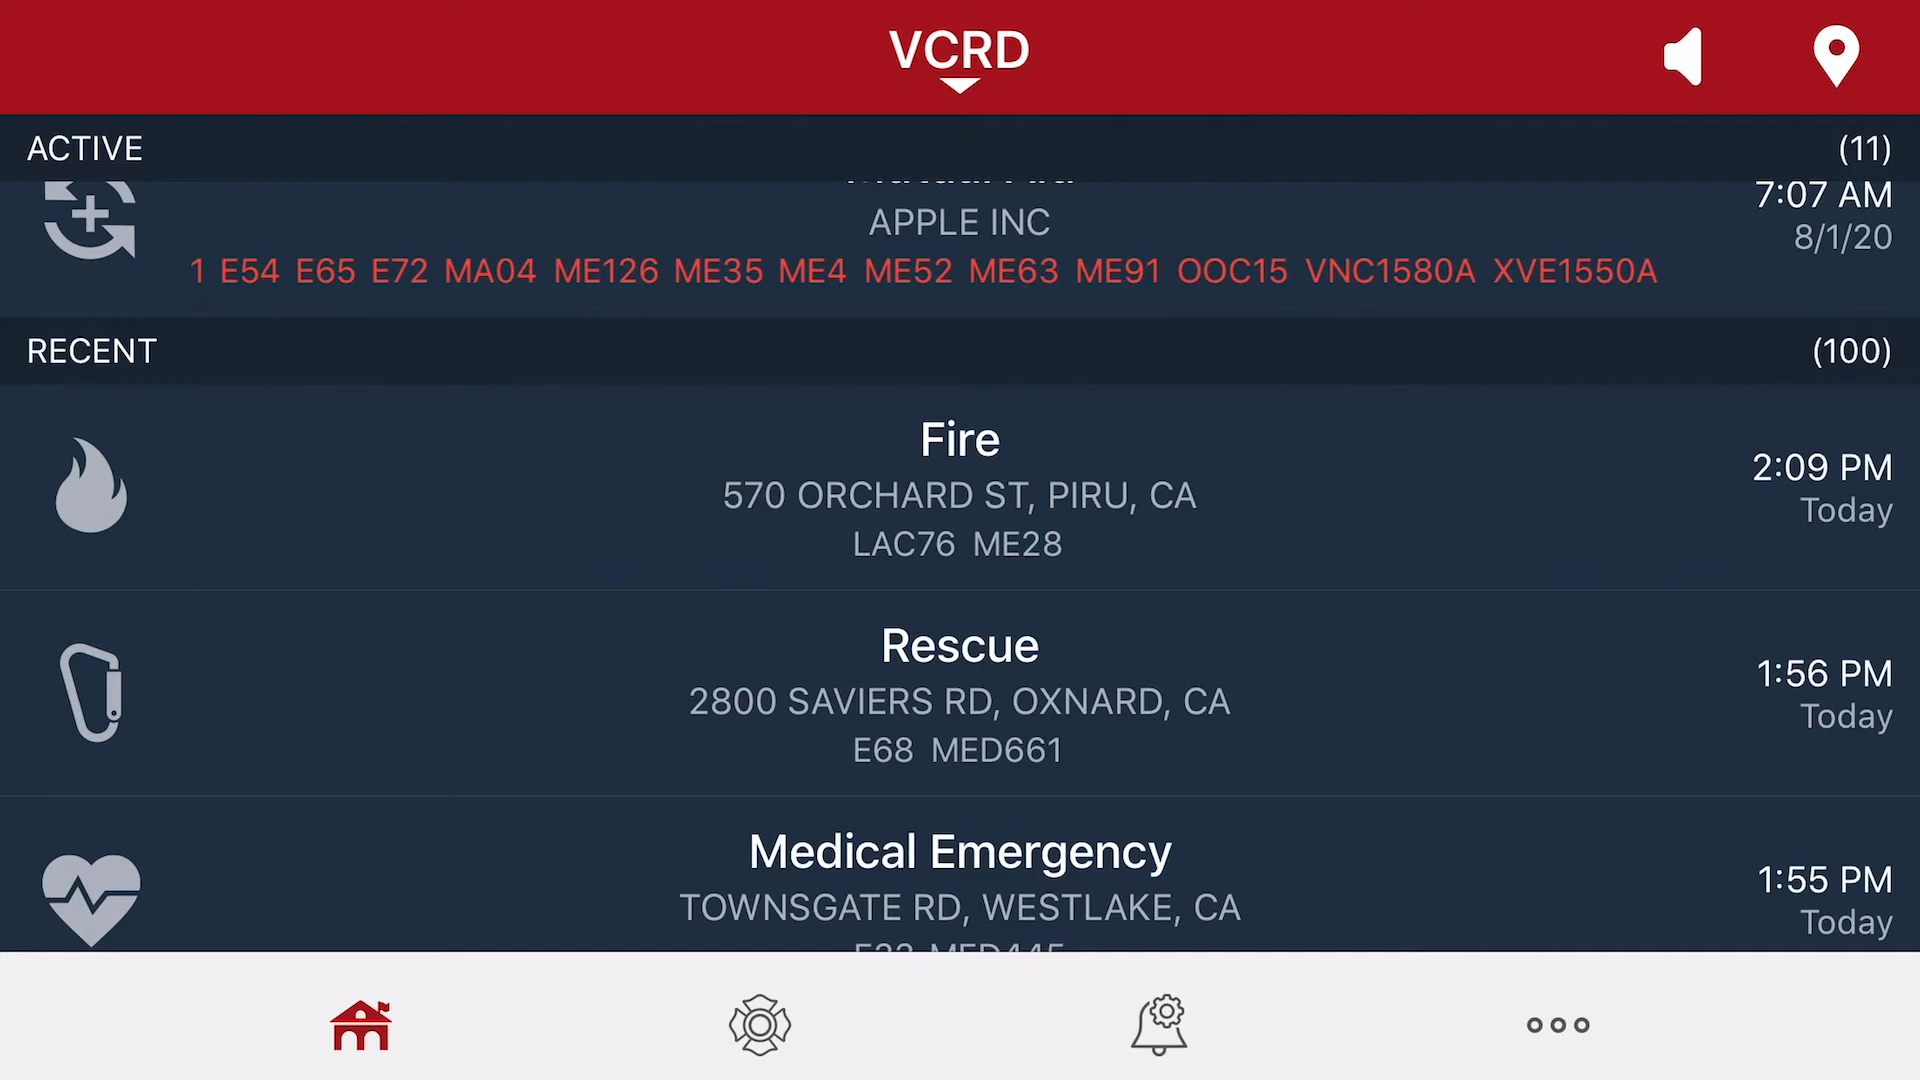 VCRD
ACTIVE (11)
7:07 AM
APPLE INC
8/1/20
1 E54 E65 E72 MA04 ME126 ME35 ME4 ME52 ME63 ME91 OOC15 VNC1580A XVE1550A
RECENT (100)
Fire
570 ORCHARD ST, PIRU, CA
LAC76 ME28
2:09 PM
Today
Rescue
2800 SAVIERS RD, OXNARD, CA
E68 MED661
1:56 PM
Today
Medical Emergency
TOWNSGATE RD, WESTLAKE, CA
1:55 PM
Today